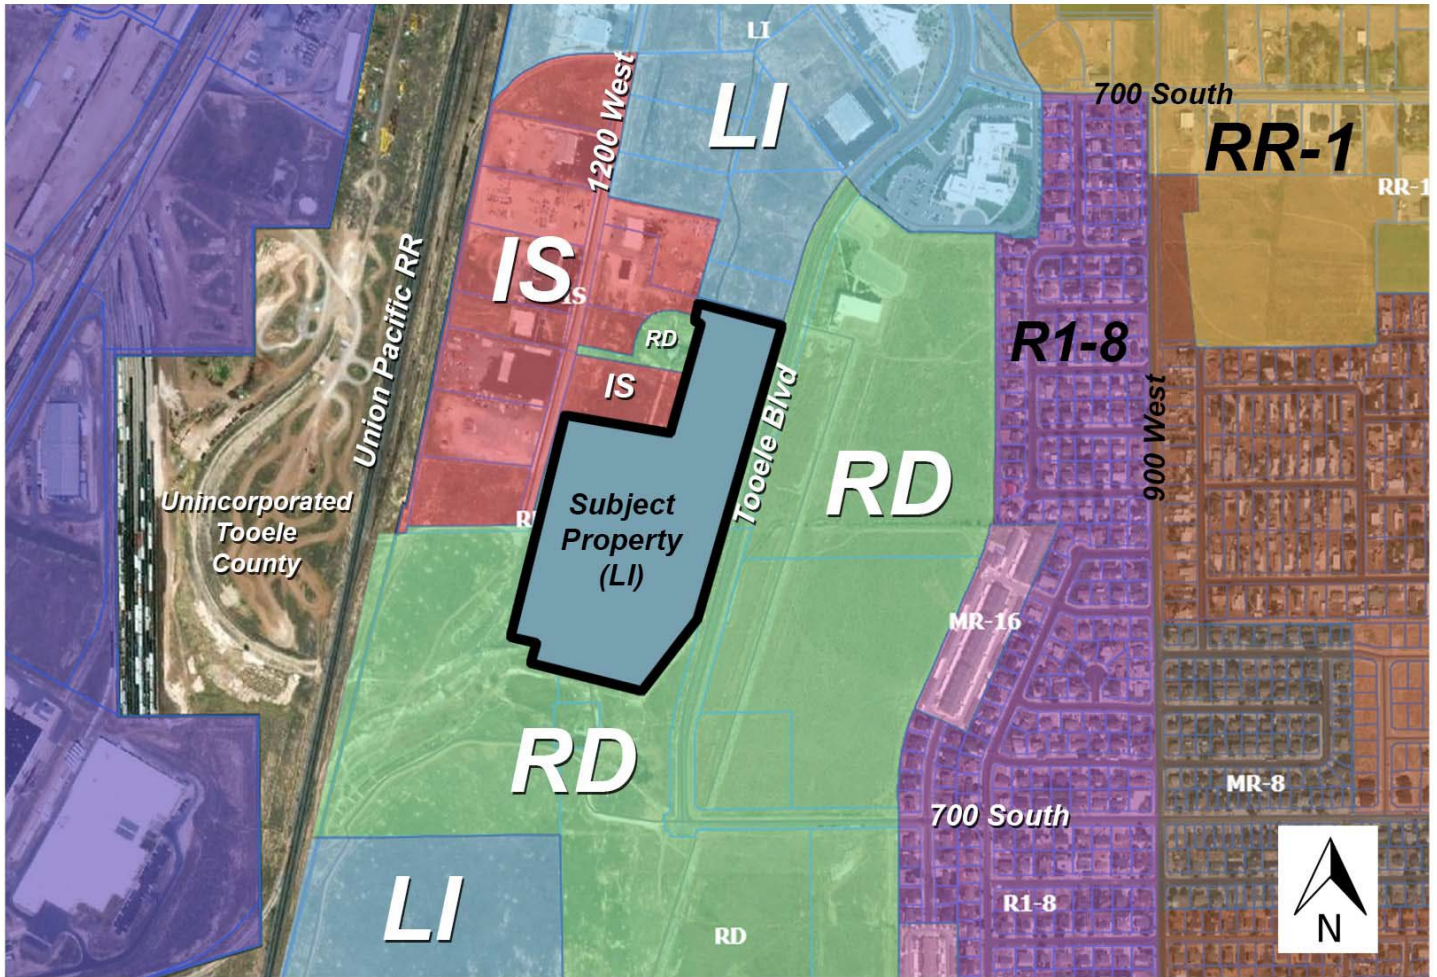 LI
700 South
LI
RR-1
1200 West
RR-1
IS
IS
Union Pacific RR
RD
R1-8
IS
Tooele Blvd
900 West
RD
Unincorporated
Tooele
County
Subject
Property
(LI)
MR-16
RD
MR-8
700 South
LI
R1-8
RD
N